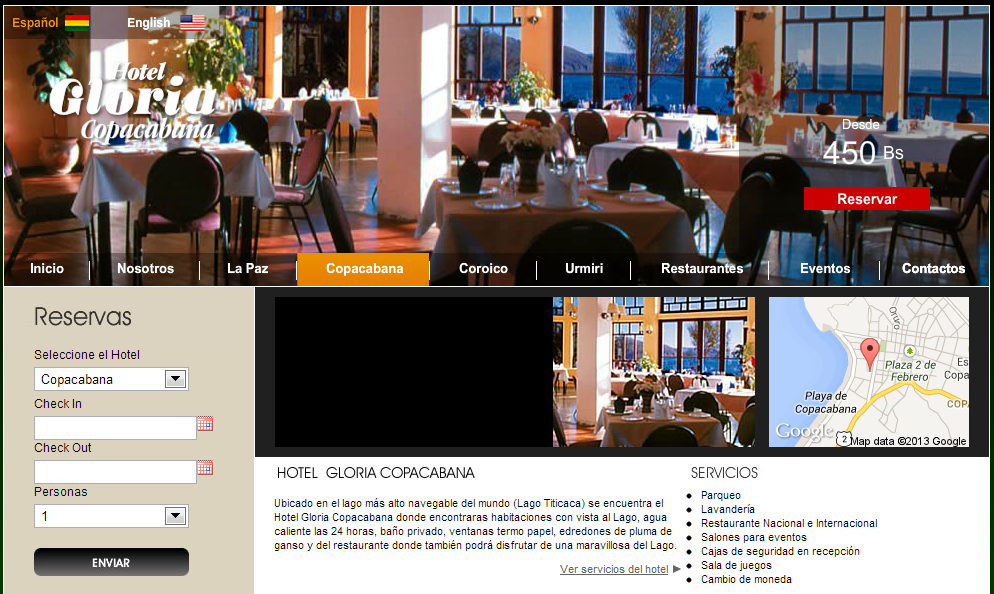 Español
English
Hotel
Gloria
Copacabana
Desde
450 Bs
Reservar
Inicio
Nosotros
La Paz
Copacabana
Coroico
Urmiri
Restaurantes
Eventos
Contactos
Reservas
Seleccione el Hotel
Copacabana
Check In
Check Out
Personas
1
ENVIAR
Plaza 2 de
Febrero
Playa de
Copacabana
Google
2
Map data ©2013 Google
HOTEL GLORIA COPACABANA
Ubicado en el lago más alto navegable del mundo (Lago Titicaca) se encuentra el
Hotel Gloria Copacabana donde encontraras habitaciones con vista al Lago, agua
caliente las 24 horas, baño privado, ventanas termo papel, edredones de pluma de
ganso y del restaurante donde también podrá disfrutar de una maravillosa del Lago.
Ver servicios del hotel
SERVICIOS
Parqueo
Lavandería
Restaurante Nacional e Internacional
Salones para eventos
Cajas de seguridad en recepción
Sala de juegos
Cambio de moneda